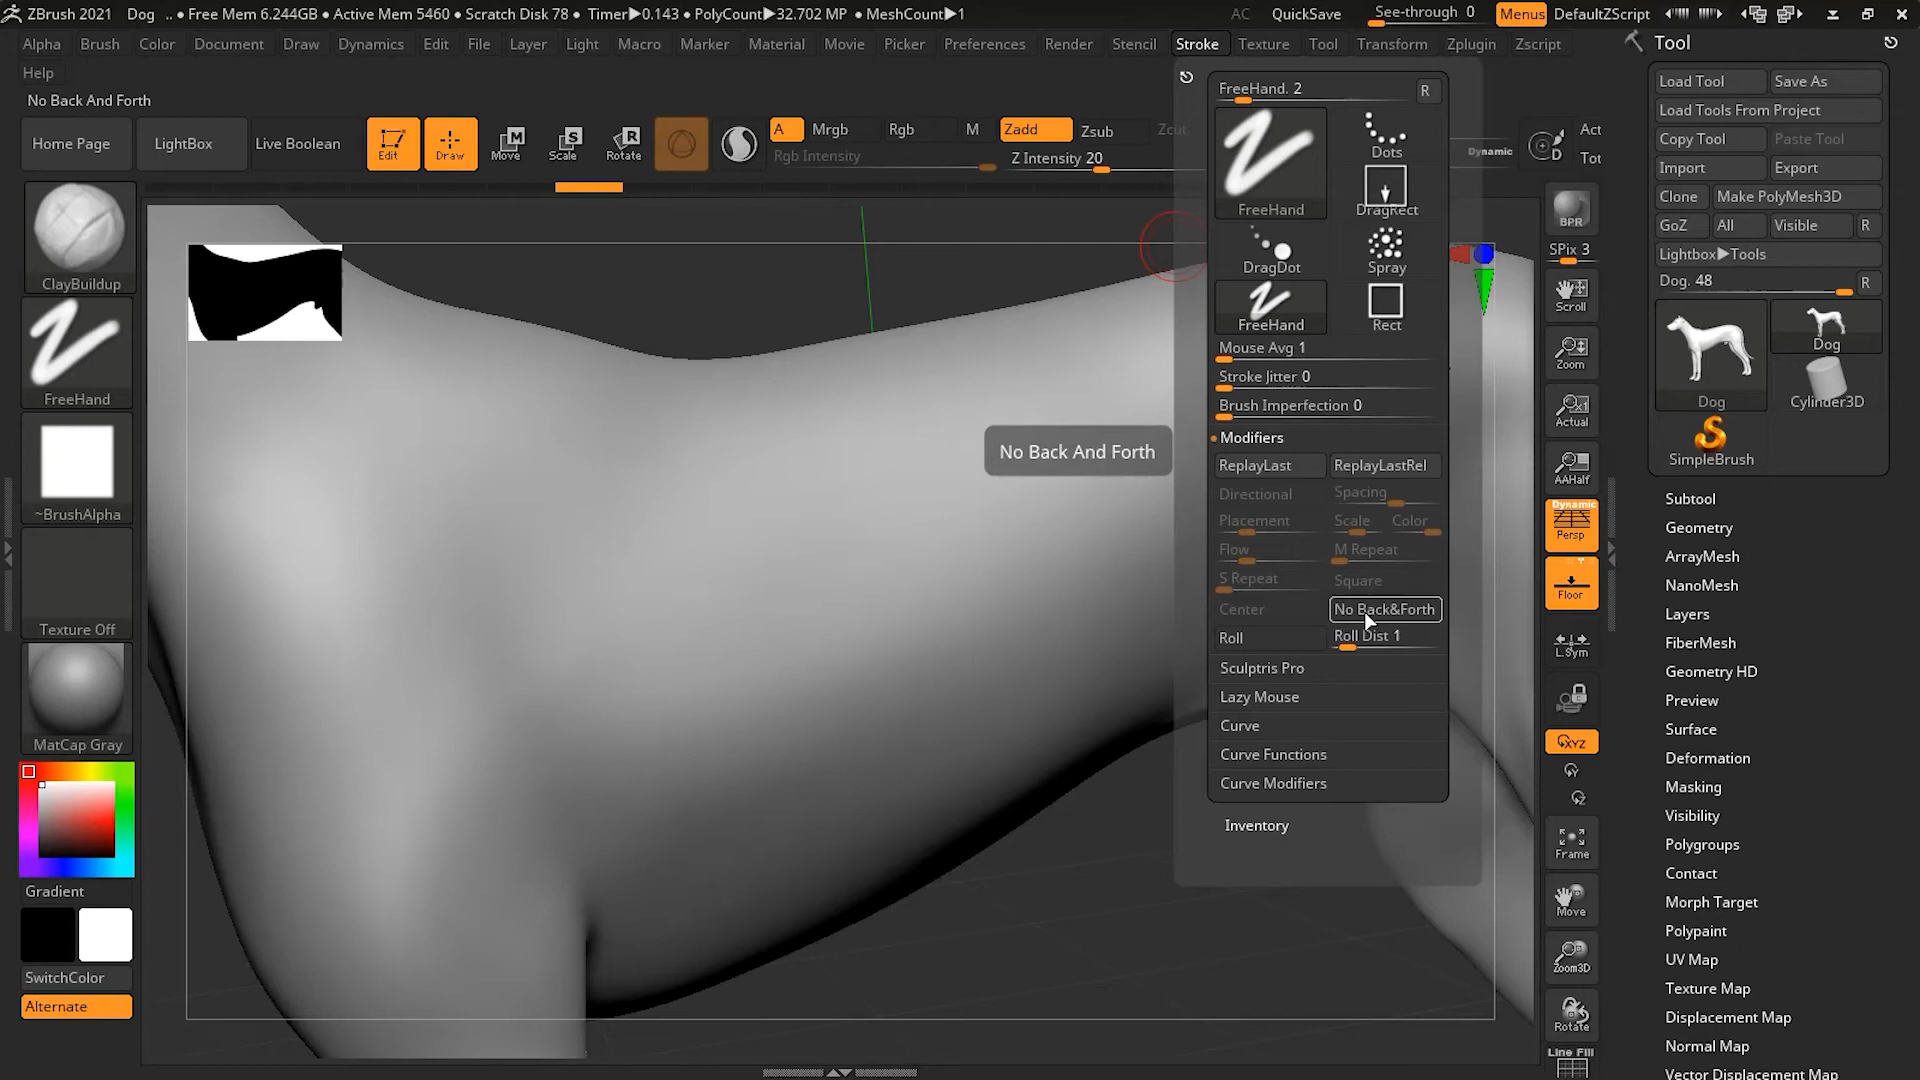 ZBrush 2021 Dog .. • Free Mem 6.244GB • Active Mem 5460 • Scratch Disk 78 • Timer▶0.143 • PolyCount▶32.702 MP • MeshCount▶1
AC QuickSave See-through 0 Menus DefaultZScript
Alpha Brush Color Document Draw Dynamics Edit File Layer Light Macro Marker Material Movie Picker Preferences Render Stencil Stroke Texture Tool Transform Zplugin Zscript
Help
No Back And Forth
Home Page LightBox Live Boolean Edit Draw Move Scale Rotate
A Mrgb Rgb M Zadd Zsub Zcut
Rgb Intensity Z Intensity 20
Dynamic Act
Tot
ClayBuildup
FreeHand
~BrushAlpha
Texture Off
MatCap Gray
Gradient
SwitchColor
Alternate
No Back And Forth
FreeHand. 2 R
FreeHand
Dots
DragRect
DragDot Spray
FreeHand Rect
Mouse Avg 1
Stroke Jitter 0
Brush Imperfection 0
Modifiers
ReplayLast ReplayLastRel
Directional Spacing
Placement Scale Color
Flow M Repeat
S Repeat Square
Center No Back&Forth
Roll Roll Dist 1
Sculptris Pro
Lazy Mouse
Curve
Curve Functions
Curve Modifiers
Inventory
BPR
SPix 3
Scroll
Zoom
Actual
AAHalf
Dynamic
Persp
Floor
L.Sym
XYZ
Y
Z
Frame
Move
Zoom3D
Rotate
Line Fill
Tool
Load Tool Save As
Load Tools From Project
Copy Tool Paste Tool
Import Export
Clone Make PolyMesh3D
GoZ All Visible R
Lightbox▶Tools
Dog. 48 R
Dog
Dog
Cylinder3D
SimpleBrush
Subtool
Geometry
ArrayMesh
NanoMesh
Layers
FiberMesh
Geometry HD
Preview
Surface
Deformation
Masking
Visibility
Polygroups
Contact
Morph Target
Polypaint
UV Map
Texture Map
Displacement Map
Normal Map
Vector Displacement Map